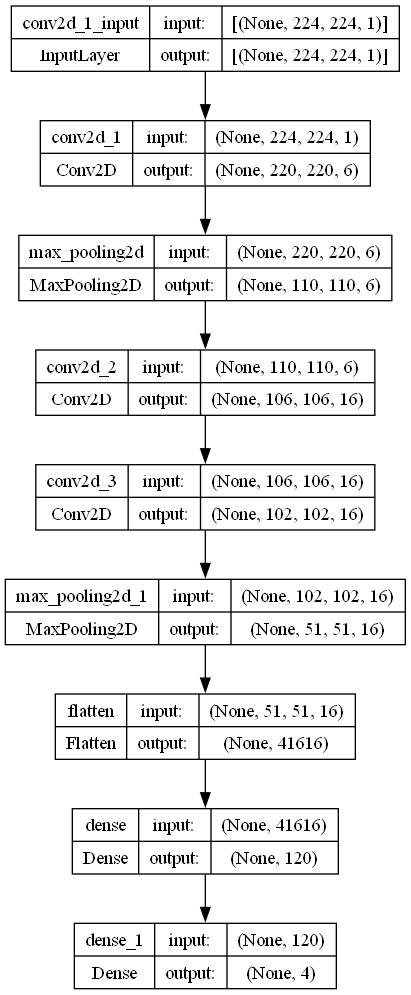 conv2d_1_input input: [(None, 224, 224, 1)]
InputLayer output: [(None, 224, 224, 1)]
conv2d_1 input: (None, 224, 224, 1)
Conv2D output: (None, 220, 220, 6)
max_pooling2d input: (None, 220, 220, 6)
MaxPooling2D output: (None, 110, 110, 6)
conv2d_2 input: (None, 110, 110, 6)
Conv2D output: (None, 106, 106, 16)
conv2d_3 input: (None, 106, 106, 16)
Conv2D output: (None, 102, 102, 16)
max_pooling2d_1 input: (None, 102, 102, 16)
MaxPooling2D output: (None, 51, 51, 16)
flatten input: (None, 51, 51, 16)
Flatten output: (None, 41616)
dense input: (None, 41616)
Dense output: (None, 120)
dense_1 input: (None, 120)
Dense output: (None, 4)